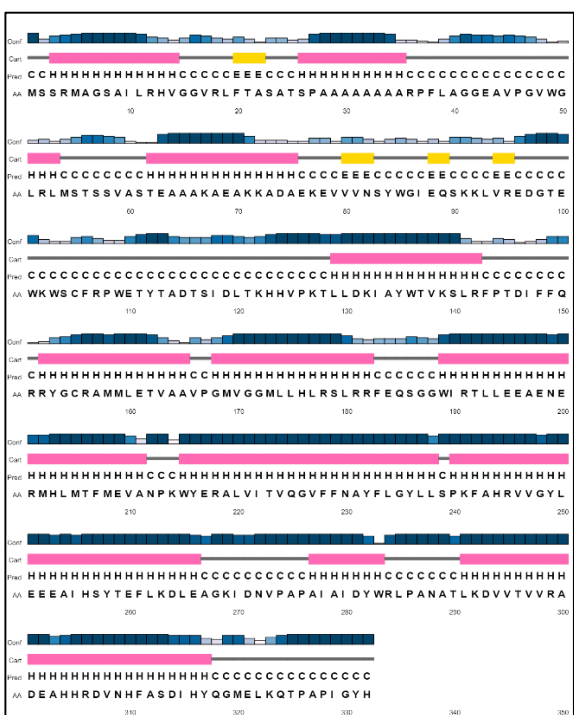 Conf
Cart
Pred C C H H H H H H H H H H H H C C C C C E E E C C C H H H H H H H H H H C C C C C C C C C C C C C C C
AA M S S R M A G S A I L R H V G G V R L F T A S A T S P A A A A A A A A R P F L A G G E A V P G V W G
10 20 30 40 50
Conf
Cart
Pred H H H C C C C C C C C H H H H H H H H H H H H H H C C C C E E E C C C C C E E C C C C E E C C C C C
AA L R L M S T S S V A S T E A A A K A E A K K A D A E K E V V V N S Y W G I E Q S K K L V R E D G T E
60 70 80 90 100
Conf
Cart
Pred C C C C C C C C C C C C C C C C C C C C C C C C C C C C H H H H H H H H H H H H H H C C C C C C C C
AA W K W S C F R P W E T Y T A D T S I D L T K H H V P K T L L D K I A Y W T V K S L R F P T D I F F Q
110 120 130 140 150
Conf
Cart
Pred C H H H H H H H H H H H H H H C C H H H H H H H H H H H H H H H C C C C C C H H H H H H H H H H H H
AA R R Y G C R A M M L E T V A A V P G M V G G M L L H L R S L R R F E Q S G G W I R T L L E E A E N E
160 170 180 190 200
Conf
Cart
Pred H H H H H H H H H H H C C C H H H H H H H H H H H H H H H H H H H H H H H H C H H H H H H H H H H H
AA R M H L M T F M E V A N P K W Y E R A L V I T V Q G V F F N A Y F L G Y L L S P K F A H R V V G Y L
210 220 230 240 250
Conf
Cart
Pred H H H H H H H H H H H H H H H H C C C C C C C C C C H H H H H H H C C C C C C C H H H H H H H H H H
AA E E E A I H S Y T E F L K D L E A G K I D N V P A P A I A I D Y W R L P A N A T L K D V V T V V R A
260 270 280 290 300
Conf
Cart
Pred H H H H H H H H H H H H H H H H H C C C C C C C C C C C C C C C
AA D E A H H R D V N H F A S D I H Y Q G M E L K Q T P A P I G Y H
310 320 330 340 350